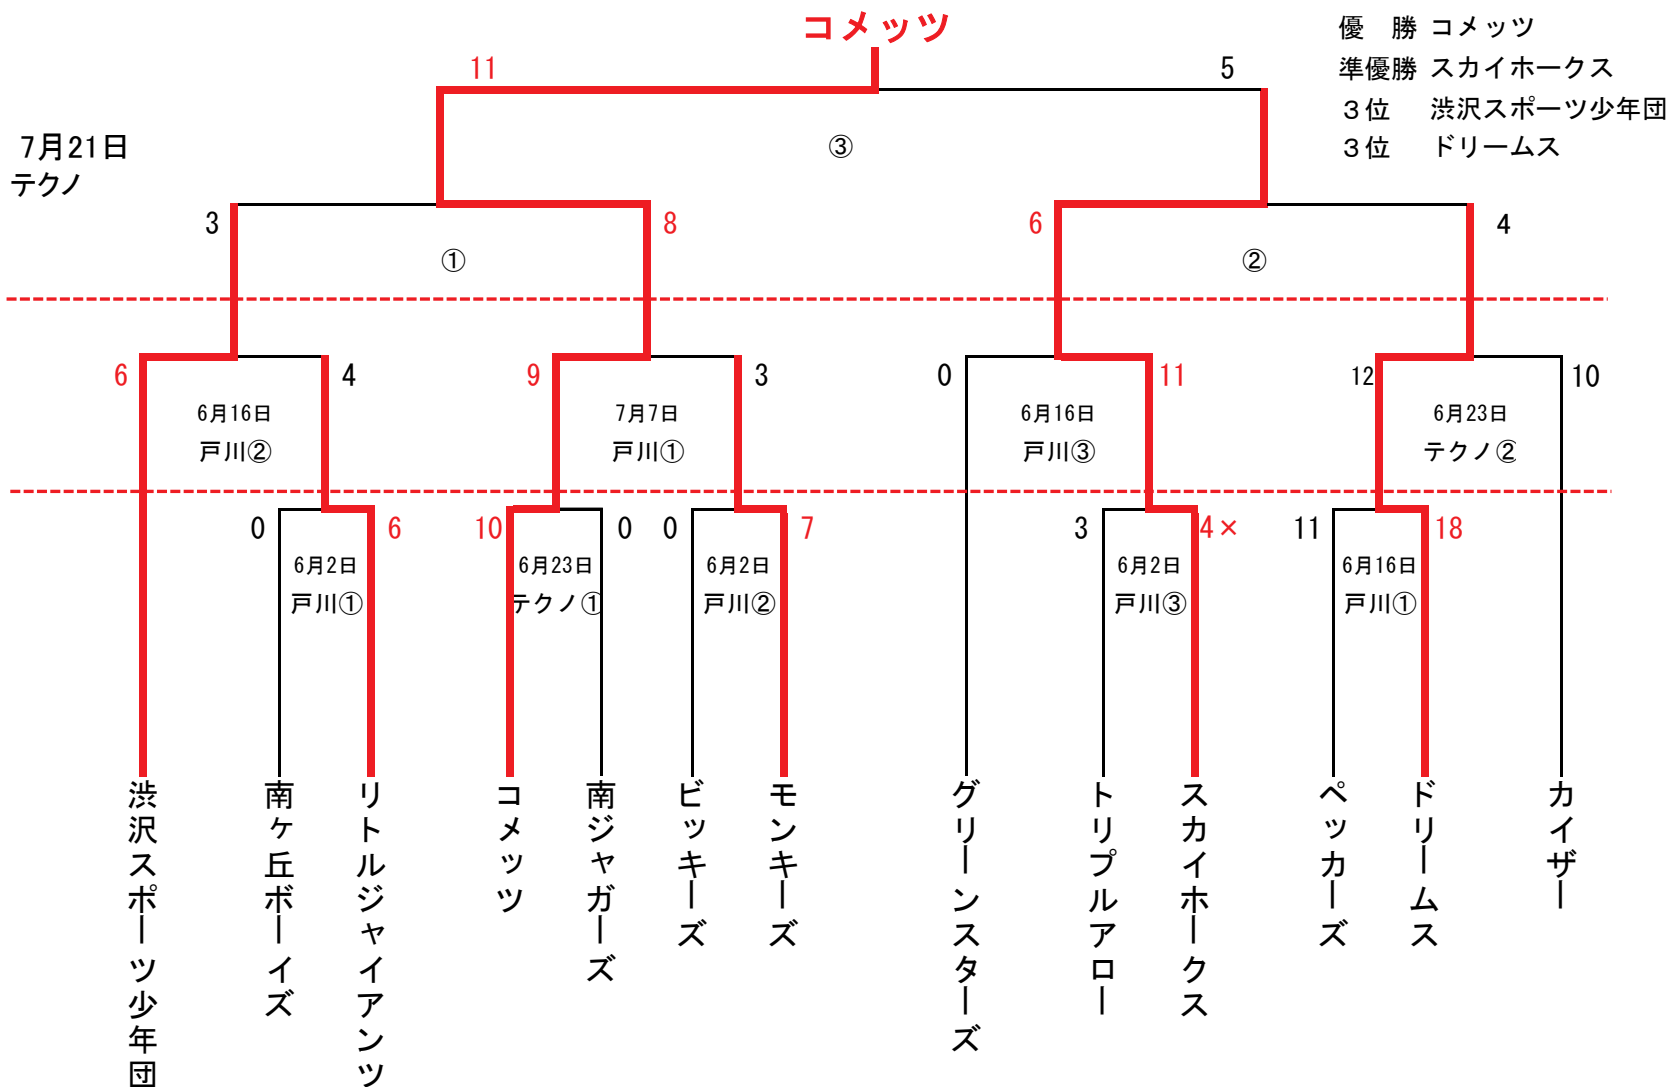 コメッツ
優　勝 コメッツ
準優勝 スカイホークス
３位 渋沢スポーツ少年団
３位 ドリームス
11
5
7月21日
テクノ
③
3
8
6
4
①
②
6
4
9
3
0
11
12
10
6月16日
戸川②
7月7日
戸川①
6月16日
戸川③
6月23日
テクノ②
0
6
10
0
0
7
3
4×
11
18
6月2日
戸川①
6月23日
テクノ①
6月2日
戸川②
6月2日
戸川③
6月16日
戸川①
渋沢スポーツ少年団
南ケ丘ボーイズ
リトルジャイアンツ
コメッツ
南ジャガーズ
ビッキーズ
モンキーズ
グリーンスターズ
トリプルアロー
スカイホークス
ペッカーズ
ドリームス
カイザー